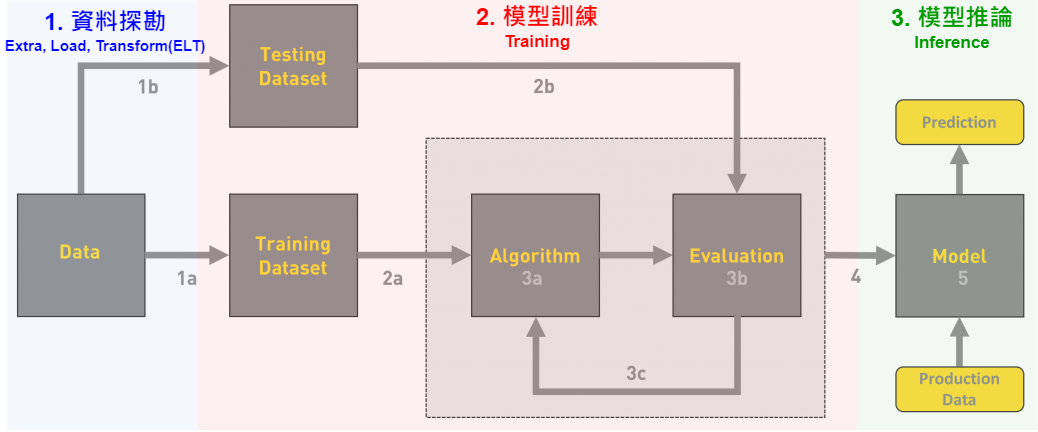 1. 資料探勘
Extra, Load, Transform(ELT)
2. 模型訓練
Training
3. 模型推論
Inference
Testing
Dataset
1b
2b
Prediction
Data
1a
Training
Dataset
2a
Algorithm
3a
Evaluation
3b
3c
4
Model
5
Production
Data